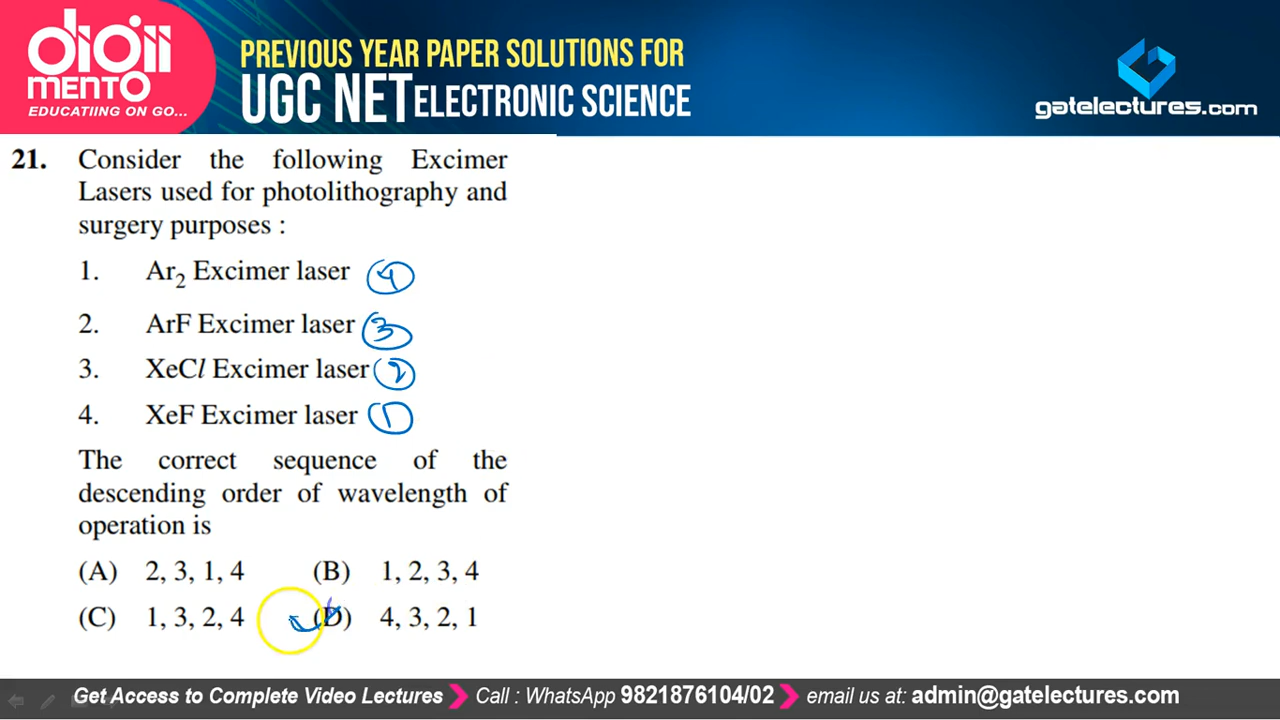 digii
MENTO
EDUCATIING ON GO...
PREVIOUS YEAR PAPER SOLUTIONS FOR
UGC NET ELECTRONIC SCIENCE
gatelectures.com
21. Consider the following Excimer
Lasers used for photolithography and
surgery purposes :
1. Ar₂ Excimer laser 4
2. ArF Excimer laser 3
3. XeCl Excimer laser 2
4. XeF Excimer laser 1
The correct sequence of the
descending order of wavelength of
operation is
(A) 2, 3, 1, 4 (B) 1, 2, 3, 4
(C) 1, 3, 2, 4 (D) 4, 3, 2, 1
Get Access to Complete Video Lectures Call : WhatsApp 9821876104/02 email us at: admin@gatelectures.com